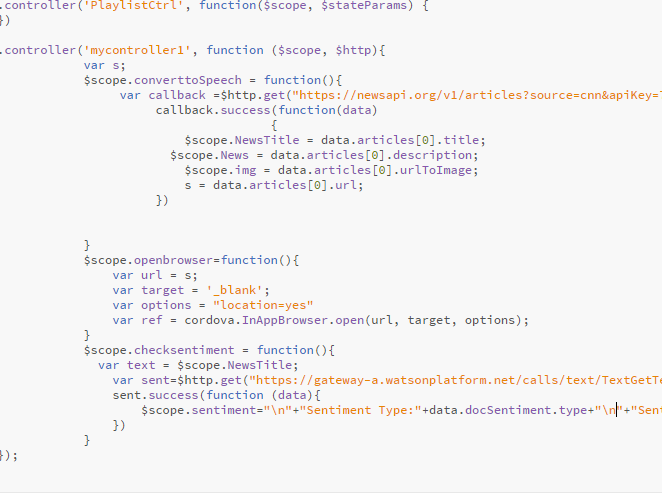 .controller('PlaylistCtrl', function($scope, $stateParams) {
})
.controller('mycontroller1', function ($scope, $http){
var s;
$scope.converttoSpeech = function(){
var callback =$http.get("https://newsapi.org/v1/articles?source=cnn&apiKey=
callback.success(function(data)
{
$scope.NewsTitle = data.articles[0].title;
$scope.News = data.articles[0].description;
$scope.img = data.articles[0].urlToImage;
s = data.articles[0].url;
})
}
$scope.openbrowser=function(){
var url = s;
var target = '_blank';
var options = "location=yes"
var ref = cordova.InAppBrowser.open(url, target, options);
}
$scope.checksentiment = function(){
var text = $scope.NewsTitle;
var sent=$http.get("https://gateway-a.watsonplatform.net/calls/text/TextGetTe
sent.success(function (data){
$scope.sentiment="\n"+"Sentiment Type:"+data.docSentiment.type+"\n"+"Sent
})
}
});